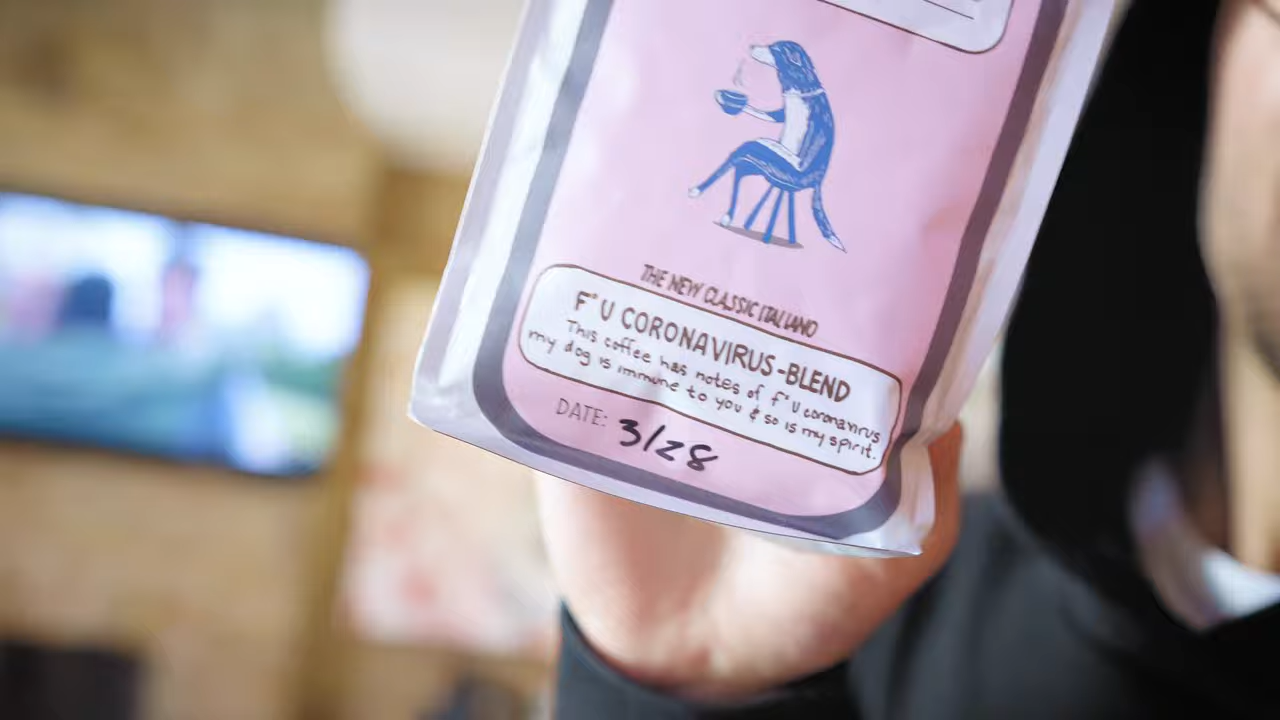 THE NEW CLASSIC ITALIANO
F*U CORONAVIRUS-BLEND
This coffee has notes of f*U coronavirus
my dog is immune to you & so is my spirit.
DATE: 3/28